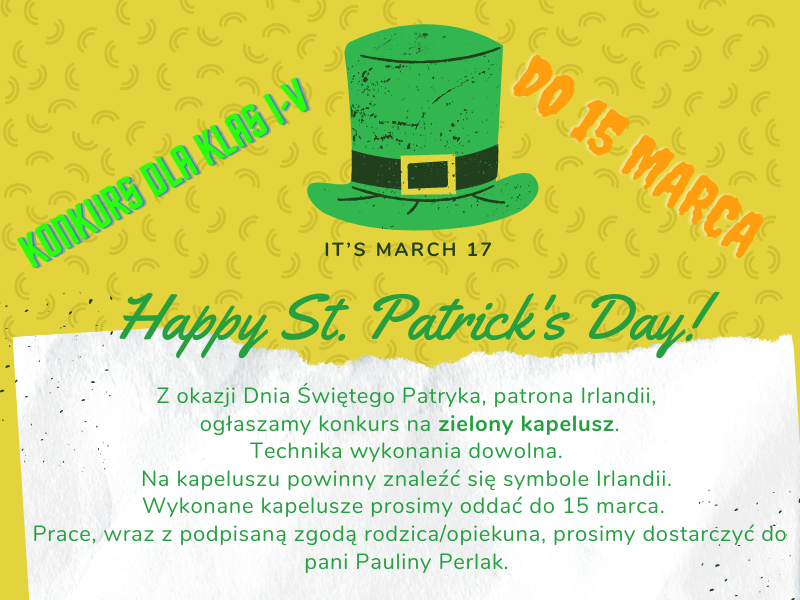 KONKURS DLA KLAS I-V
DO 15 MARCA
IT'S MARCH 17
Happy St. Patrick's Day!
Z okazji Dnia Świętego Patryka, patrona Irlandii,
ogłaszamy konkurs na zielony kapelusz.
Technika wykonania dowolna.
Na kapeluszu powinny znaleźć się symbole Irlandii.
Wykonane kapelusze prosimy oddać do 15 marca.
Prace, wraz z podpisaną zgodą rodzica/opiekuna, prosimy dostarczyć do
pani Pauliny Perlak.